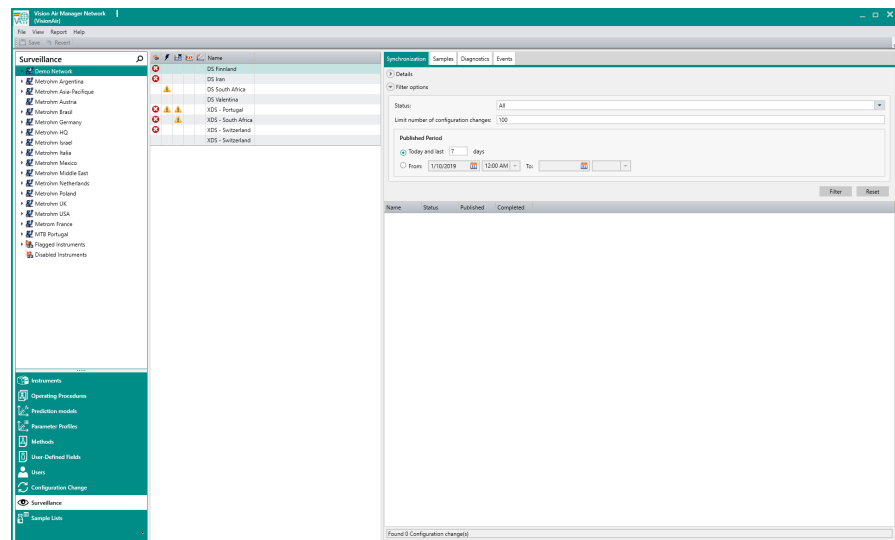 Vision Air Manager Network
(VisionAir)
File View Report Help
Save Revert
Surveillance
Demo Network
Metrohm Argentina
Metrohm Asia-Pacifique
Metrohm Austria
Metrohm Brasil
Metrohm Germany
Metrohm HQ
Metrohm Israel
Metrohm Italia
Metrohm Mexico
Metrohm Middle East
Metrohm Netherlands
Metrohm Poland
Metrohm UK
Metrohm USA
Metrom France
MTB Portugal
Flagged Instruments
Disabled Instruments
Instruments
Operating Procedures
Prediction models
Parameter Profiles
Methods
User-Defined Fields
Users
Configuration Change
Surveillance
Sample Lists
Name
DS Finnland
DS Iran
DS South Africa
DS Valentina
XDS - Portugal
XDS - South Africa
XDS - Switzerland
XDS - Switzerland
Synchronization Samples Diagnostics Events
Details
Filter options
Status: All
Limit number of configuration changes: 100
Published Period
Today and last 7 days
From: 1/10/2019 12:00 AM To:
Filter Reset
Name Status Published Completed
Found 0 Configuration change(s)